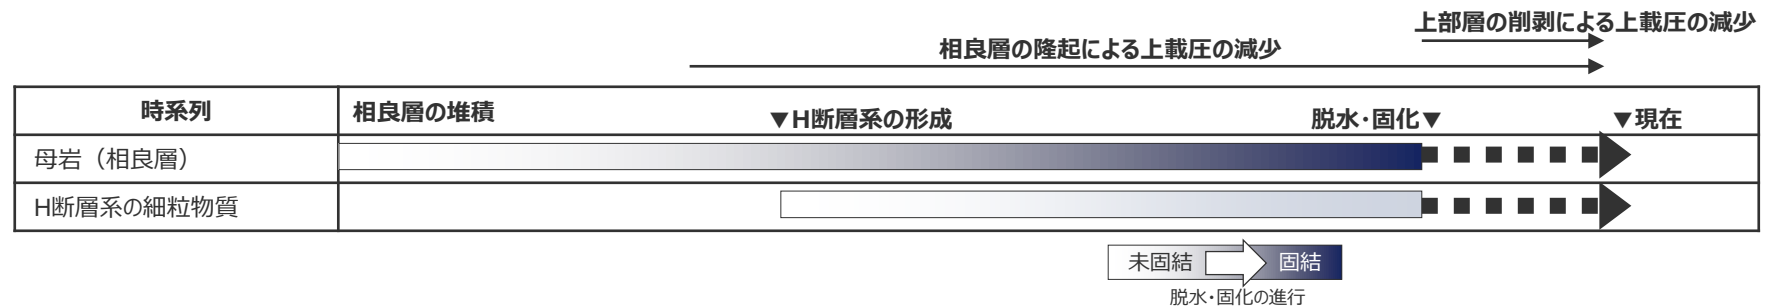 上部層の削剥による上載圧の減少
相良層の隆起による上載圧の減少
時系列 相良層の堆積 ▼H断層系の形成 脱水・固化▼ ▼現在
母岩（相良層）
H断層系の細粒物質
未固結 固結
脱水・固化の進行